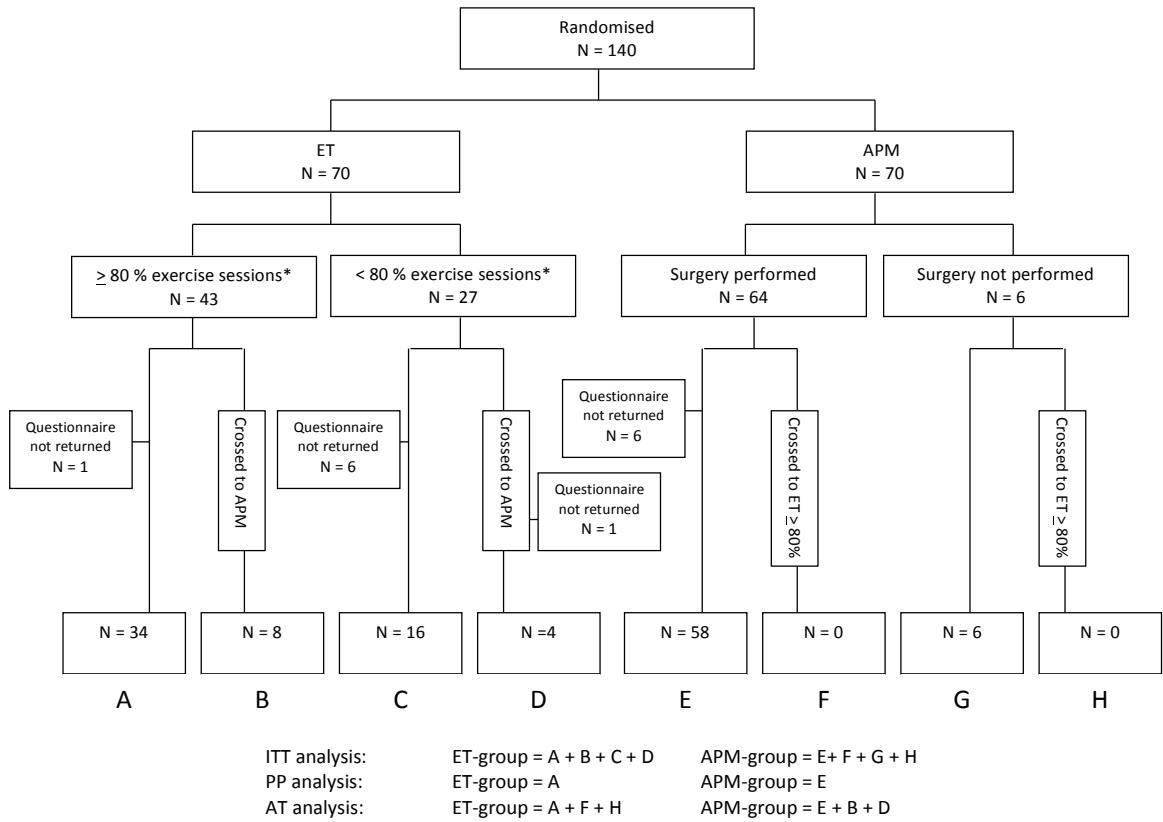 Randomised
N = 140
ET
N = 70
APM
N = 70
≥ 80 % exercise sessions*
N = 43
< 80 % exercise sessions*
N = 27
Surgery performed
N = 64
Surgery not performed
N = 6
Questionnaire
not returned
N = 1
Crossed to APM
Questionnaire
not returned
N = 6
Crossed to APM
Questionnaire
not returned
N = 1
Questionnaire
not returned
N = 6
Crossed to ET ≥ 80%
Crossed to ET ≥ 80%
N = 34
N = 8
N = 16
N =4
N = 58
N = 0
N = 6
N = 0
A
B
C
D
E
F
G
H
ITT analysis: ET-group = A + B + C + D APM-group = E+ F + G + H
PP analysis: ET-group = A APM-group = E
AT analysis: ET-group = A + F + H APM-group = E + B + D